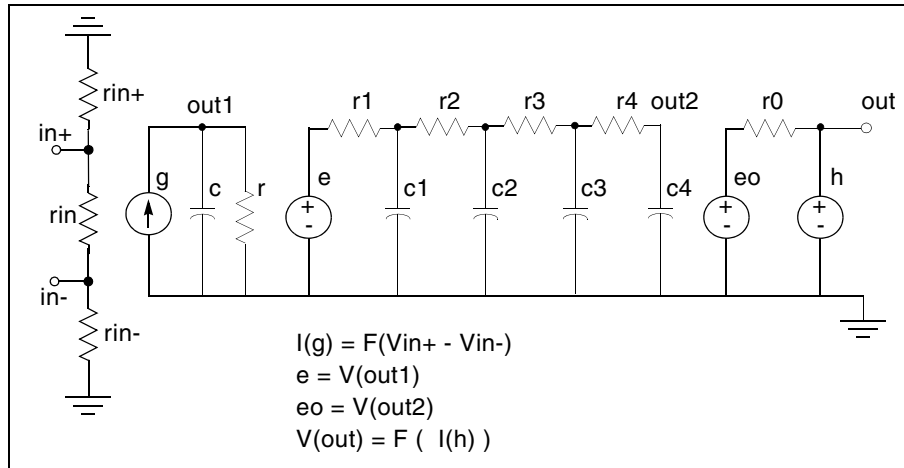 rin+
out1
r1
r2
r3
r4
out2
r0
out
in+
g
c
r
e
c1
c2
c3
c4
eo
h
+
-
+
-
+
-
rin
in-
rin-
I(g) = F(Vin+ - Vin-)
e = V(out1)
eo = V(out2)
V(out) = F ( I(h) )